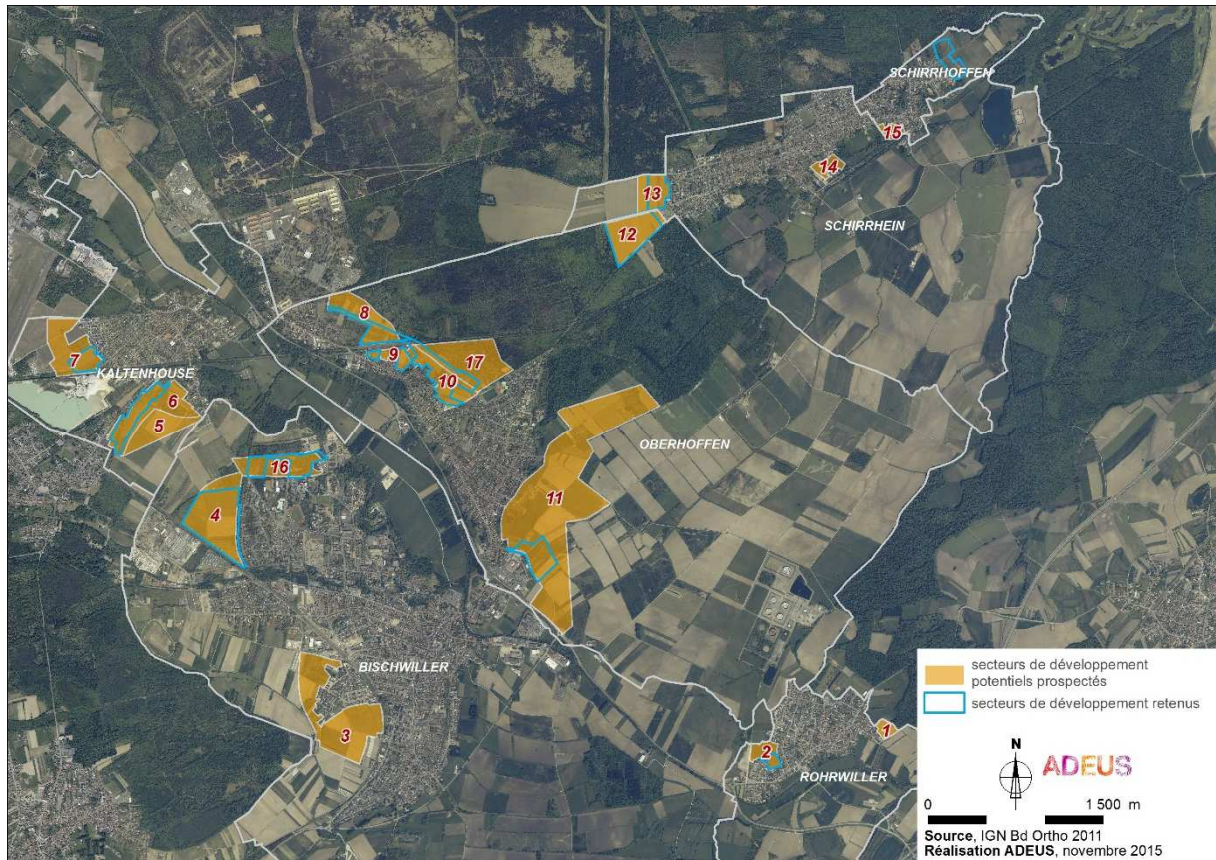 SCHIRRHOFFEN
15
14
13
SCHIRRHEIN
12
8
7
9
17
KALTENHOUSE
10
6
5
OBERHOFFEN
16
11
4
BISCHWILLER
3
1
2
ROHRWILLER
secteurs de développement
potentiels prospectés
secteurs de développement retenus
N
ADEUS
0 1 500 m
Source, IGN Bd Ortho 2011
Réalisation ADEUS, novembre 2015